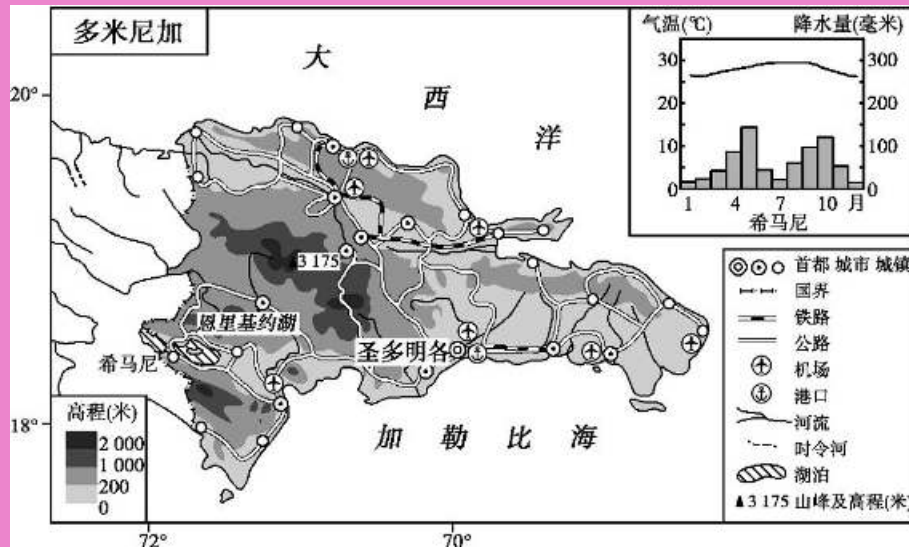 多米尼加
大
西
洋
20°
18°
72°
70°
3 175
恩里基约湖
希马尼
圣多明各
加勒比海
高程(米)
2 000
1 000
200
0
气温(℃) 降水量(毫米)
30 300
20 200
10 100
0 0
1 4 7 10 月
希马尼
首都 城市 城镇
国界
铁路
公路
机场
港口
河流
时令河
湖泊
3 175 山峰及高程(米)